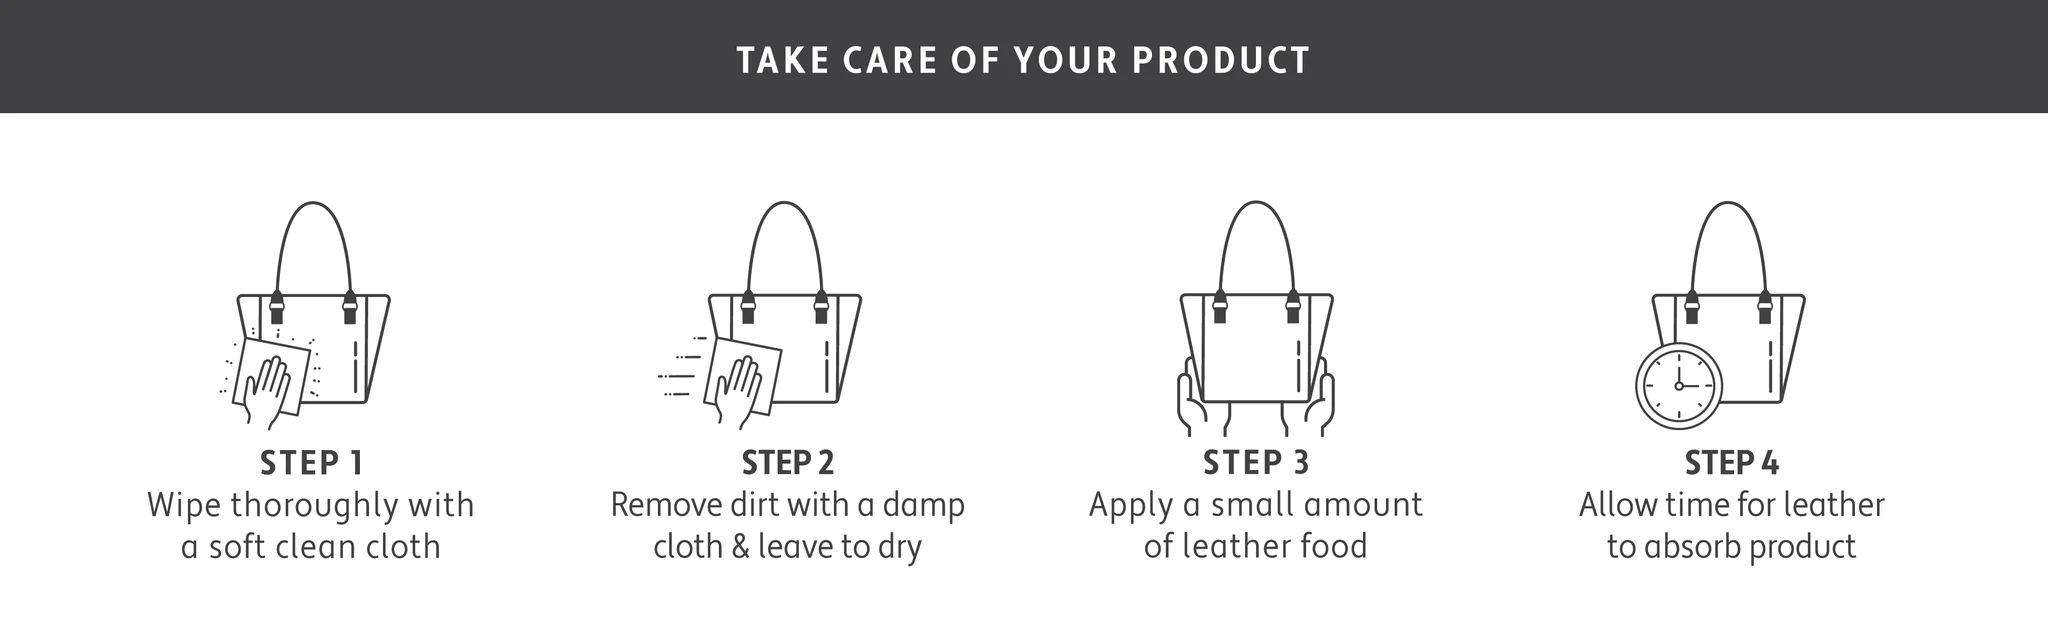 TAKE CARE OF YOUR PRODUCT
STEP 1
Wipe thoroughly with
a soft clean cloth
STEP 2
Remove dirt with a damp
cloth & leave to dry
STEP 3
Apply a small amount
of leather food
STEP 4
Allow time for leather
to absorb product